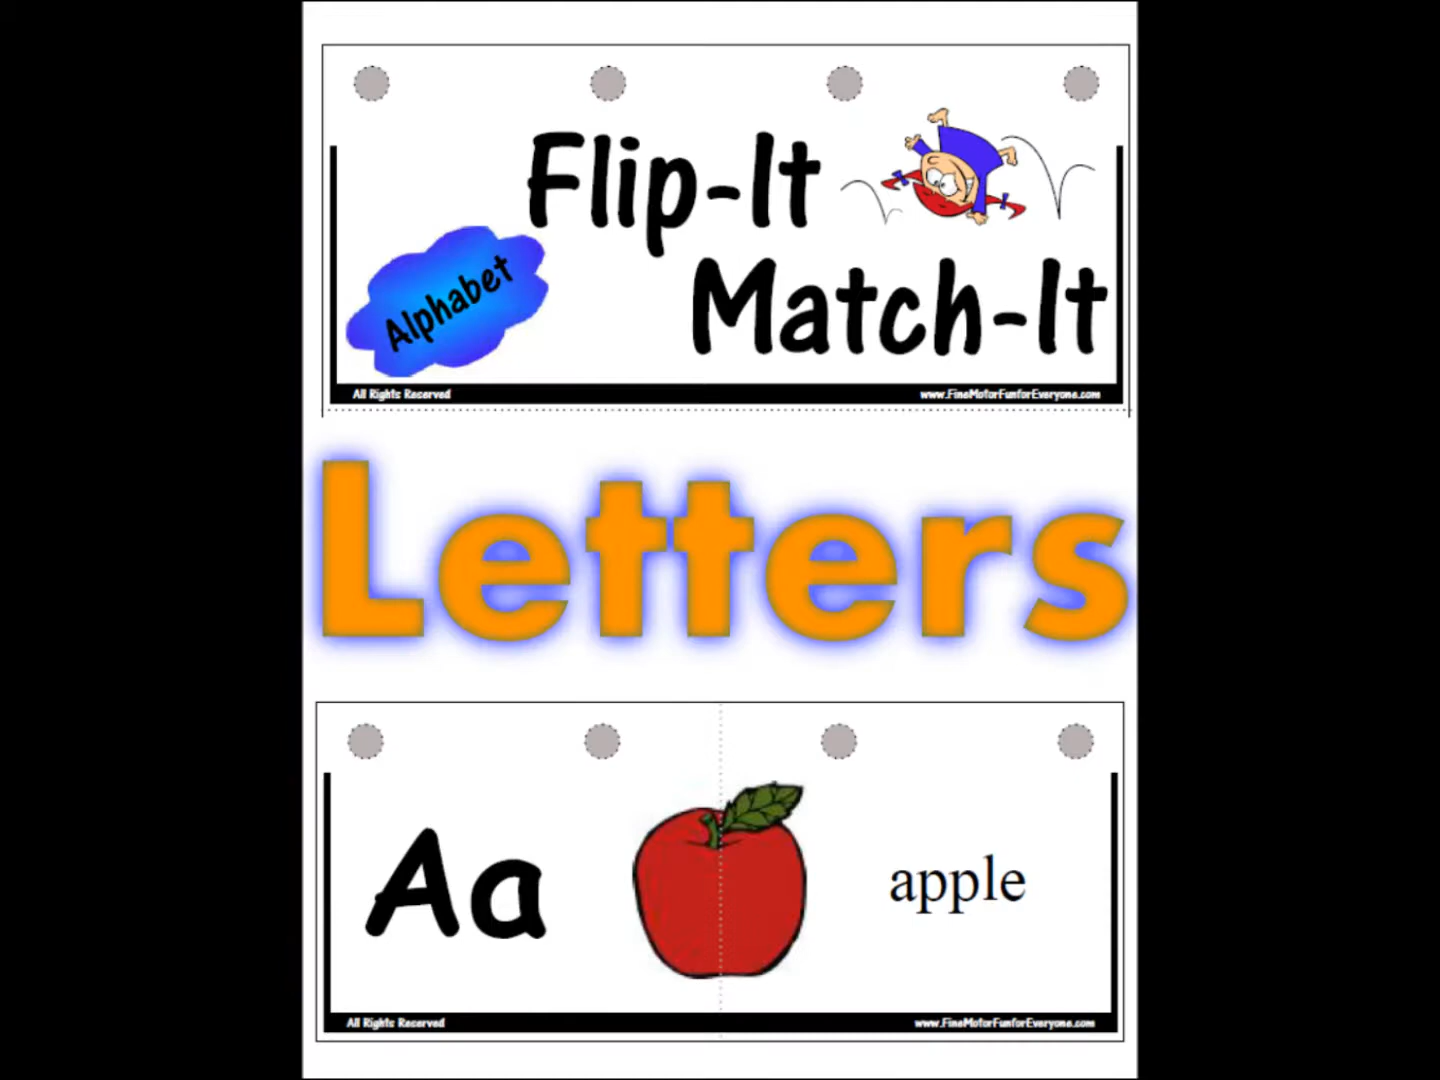 Flip-It
Match-It
Alphabet
All Rights Reserved
www.FineMotorFunforEveryone.com
Letters
Aa
apple
All Rights Reserved
www.FineMotorFunforEveryone.com